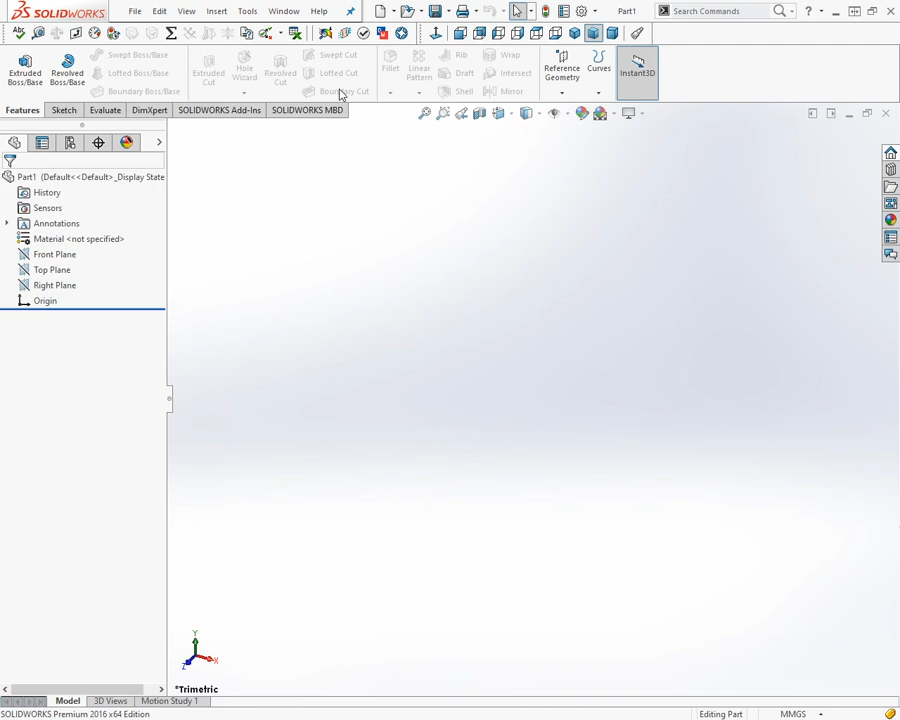 SOLIDWORKS File Edit View Insert Tools Window Help Part1 Search Commands
Extruded Boss/Base
Revolved Boss/Base
Swept Boss/Base
Lofted Boss/Base
Boundary Boss/Base
Extruded Cut
Hole Wizard
Revolved Cut
Swept Cut
Lofted Cut
Boundary Cut
Fillet
Linear Pattern
Rib
Draft
Shell
Wrap
Intersect
Mirror
Reference Geometry
Curves
Instant3D
Features Sketch Evaluate DimXpert SOLIDWORKS Add-Ins SOLIDWORKS MBD
Part1 (Default<<Default>_Display State
History
Sensors
Annotations
Material <not specified>
Front Plane
Top Plane
Right Plane
Origin
Y
X
Z
*Trimetric
Model 3D Views Motion Study 1
SOLIDWORKS Premium 2016 x64 Edition Editing Part MMGS